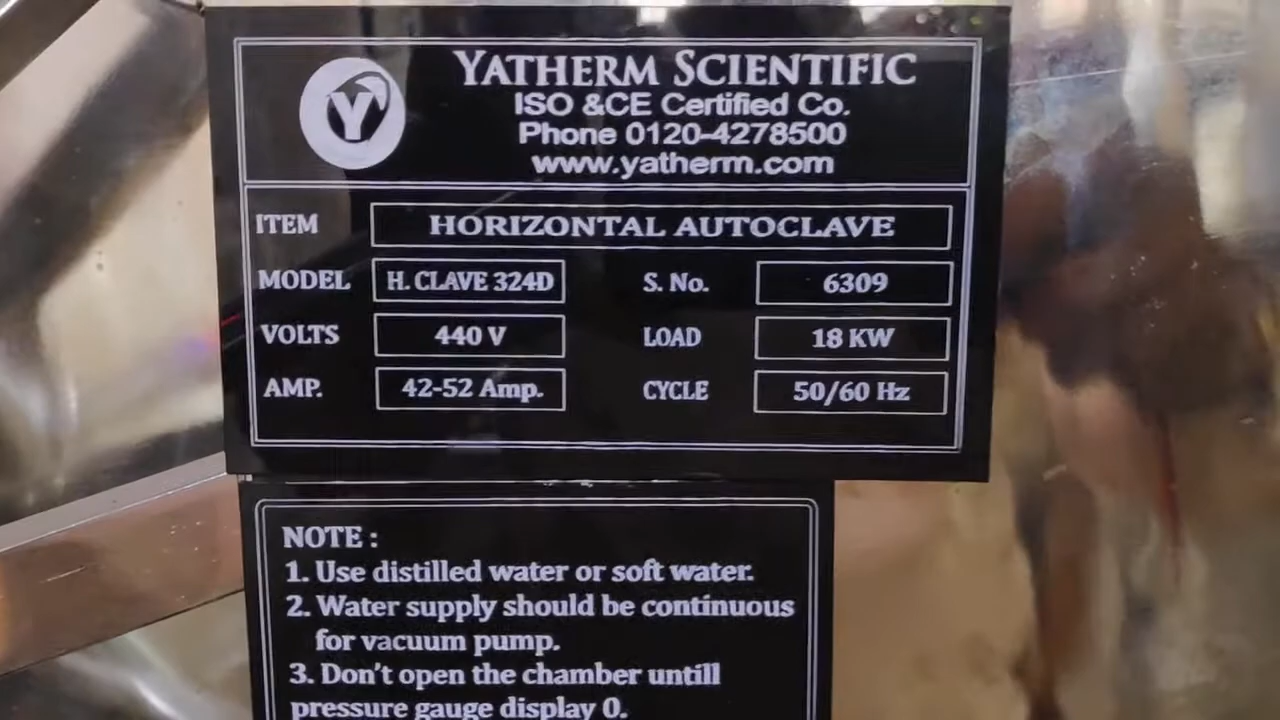 Y
YATHERM SCIENTIFIC
ISO &CE Certified Co.
Phone 0120-4278500
www.yatherm.com
ITEM HORIZONTAL AUTOCLAVE
MODEL H. CLAVE 324D S. No. 6309
VOLTS 440 V LOAD 18 KW
AMP. 42-52 Amp. CYCLE 50/60 Hz
NOTE :
1. Use distilled water or soft water.
2. Water supply should be continuous
for vacuum pump.
3. Don't open the chamber untill
pressure gauge display 0.